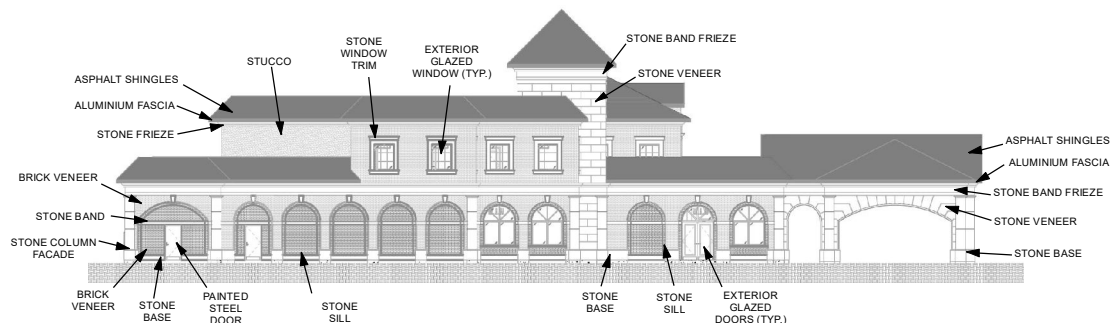 STONE BAND FRIEZE
STONE
WINDOW
TRIM
EXTERIOR
GLAZED
WINDOW (TYP.)
STUCCO
STONE VENEER
ASPHALT SHINGLES
ALUMINIUM FASCIA
STONE FRIEZE
ASPHALT SHINGLES
ALUMINIUM FASCIA
BRICK VENEER
STONE BAND FRIEZE
STONE BAND
STONE VENEER
STONE COLUMN
FACADE
STONE BASE
BRICK
VENEER
STONE
BASE
PAINTED
STEEL
DOOR
STONE
SILL
STONE
BASE
STONE
SILL
EXTERIOR
GLAZED
DOORS (TYP.)